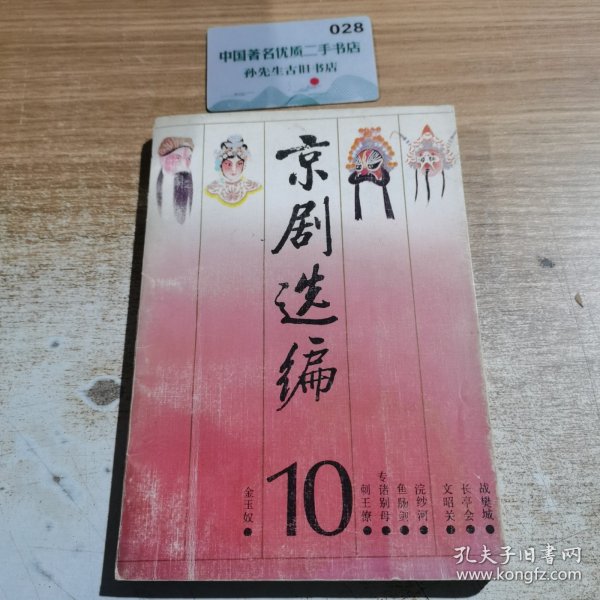 028
中国著名优质二手书店
孙先生古旧书店
京剧选编
10
战樊城
长亭会
文昭关
浣纱河
鱼肠剑
专诸别母
刺王僚
金玉奴
孔夫子旧书网
www.kongfz.com